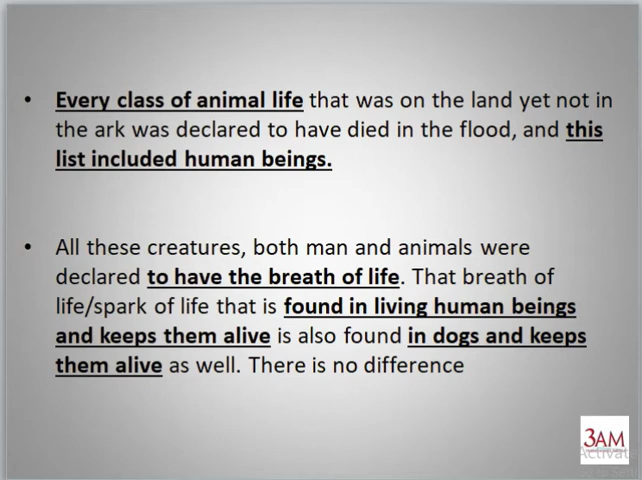 • Every class of animal life that was on the land yet not in
the ark was declared to have died in the flood, and this
list included human beings.
• All these creatures, both man and animals were
declared to have the breath of life. That breath of
life/spark of life that is found in living human beings
and keeps them alive is also found in dogs and keeps
them alive as well. There is no difference
3AM
Activate